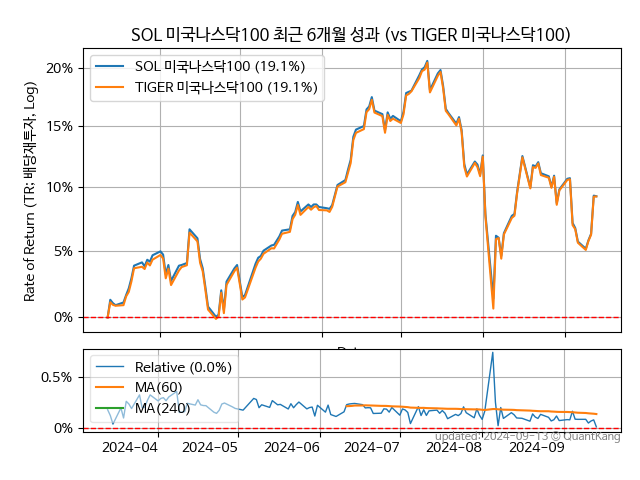 SOL 미국나스닥100 최근 6개월 성과 (vs TIGER 미국나스닥100)
SOL 미국나스닥100 (19.1%)
TIGER 미국나스닥100 (19.1%)
Rate of Return (TR: 배당재투자, Log)
20%
15%
10%
5%
0%
Relative (0.0%)
MA(60)
MA(240)
0.5%
0%
2024-04
2024-05
2024-06
2024-07
2024-08
2024-09
updated: 2024-09-13 © QuantKang